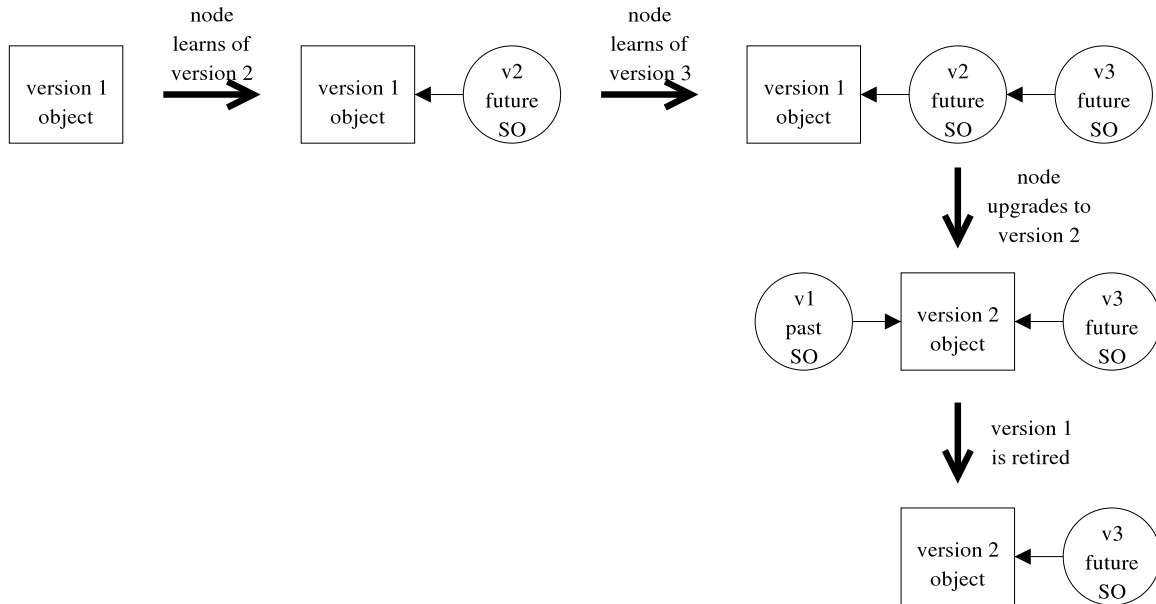 node
learns of
version 2
node
learns of
version 3
version 1
object
version 1
object
v2
future
SO
version 1
object
v2
future
SO
v3
future
SO
node
upgrades to
version 2
v1
past
SO
version 2
object
v3
future
SO
version 1
is retired
version 2
object
v3
future
SO